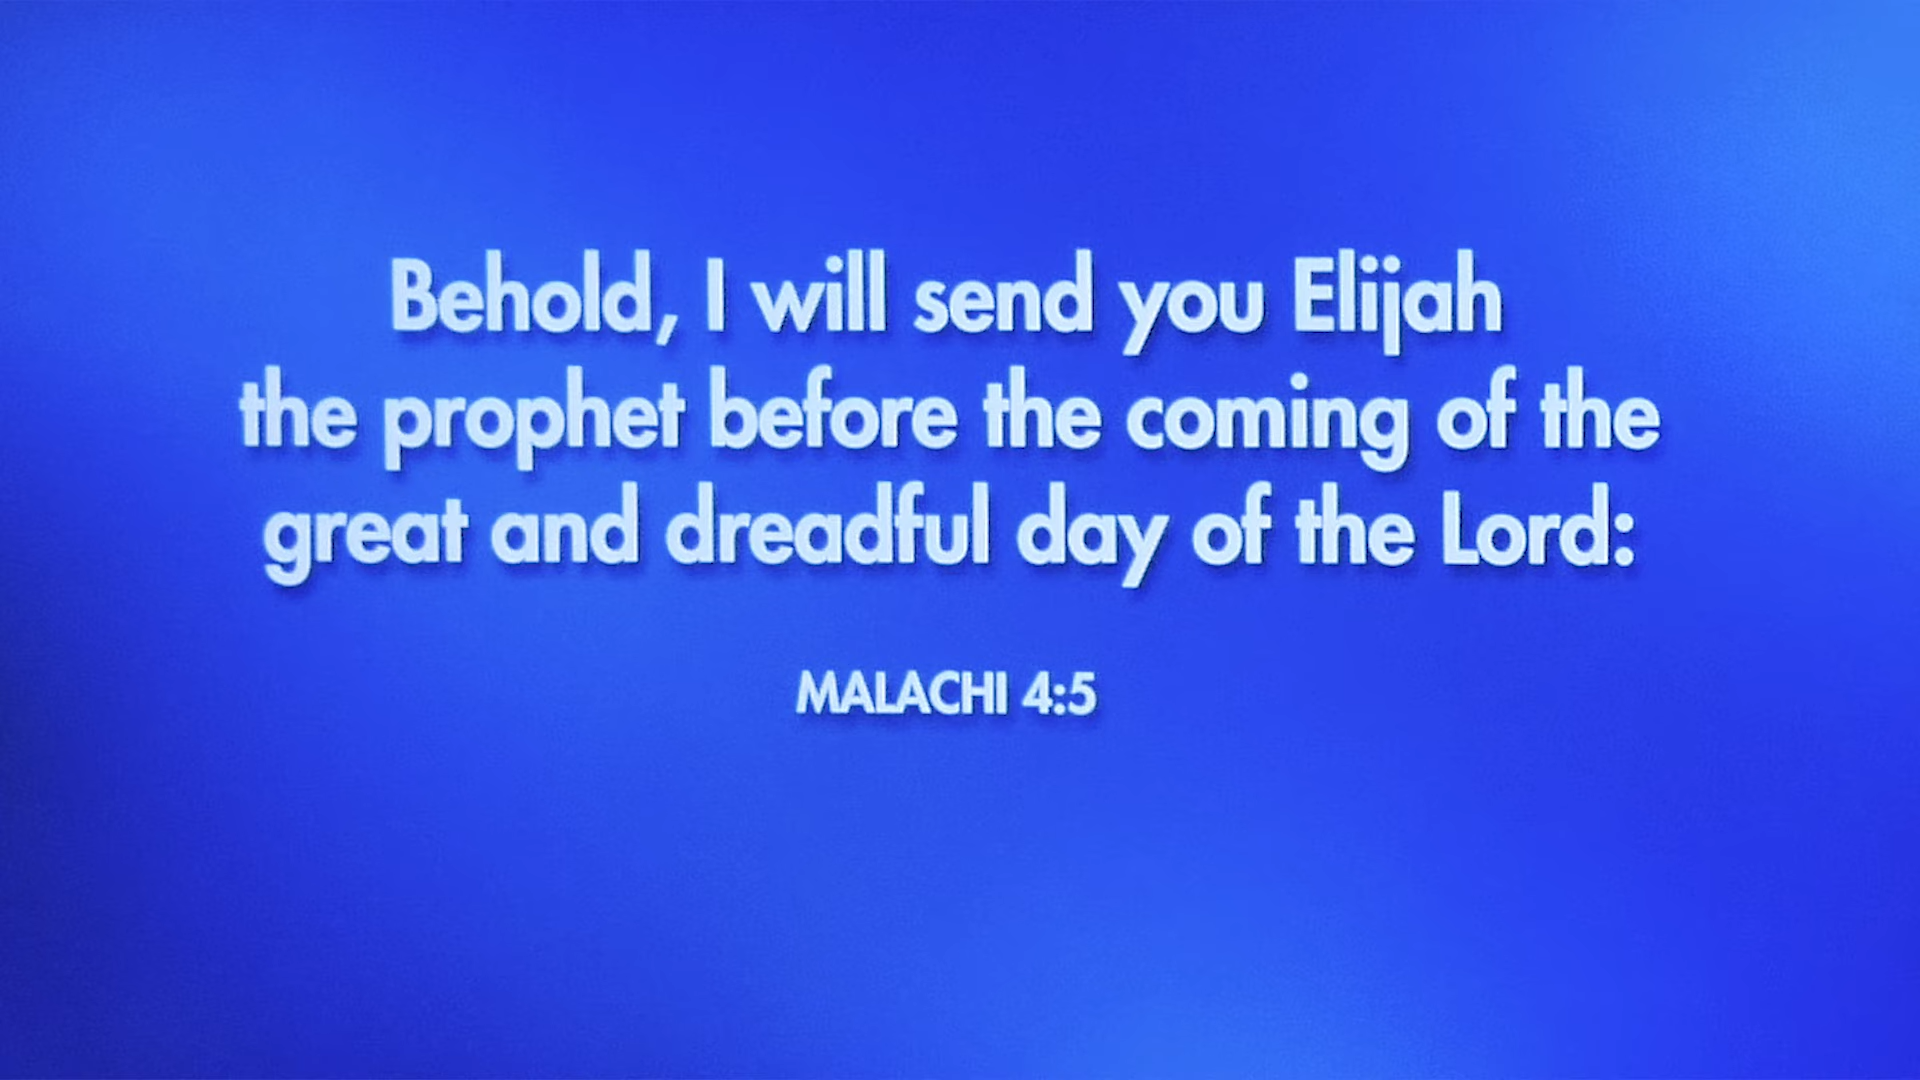 Behold, I will send you Elijah
the prophet before the coming of the
great and dreadful day of the Lord:
MALACHI 4:5